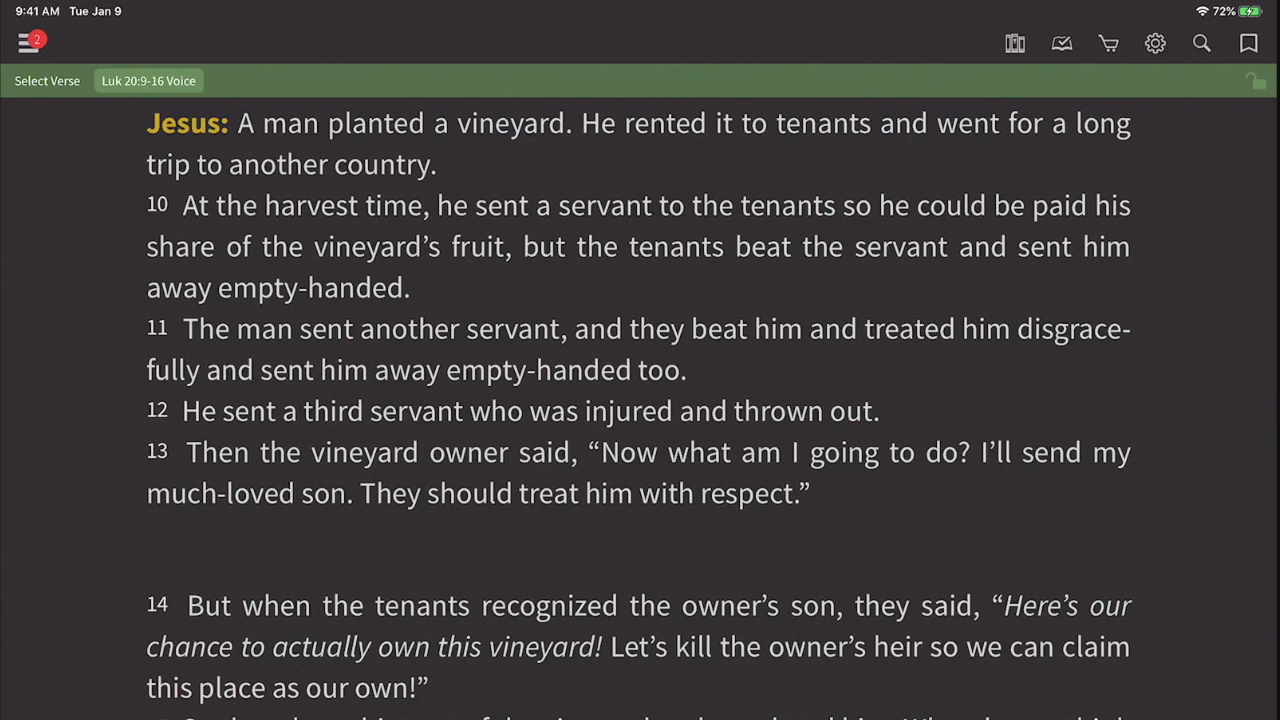 9:41 AM Tue Jan 9
72%
2
Select Verse Luk 20:9-16 Voice
Jesus: A man planted a vineyard. He rented it to tenants and went for a long
trip to another country.
10 At the harvest time, he sent a servant to the tenants so he could be paid his
share of the vineyard’s fruit, but the tenants beat the servant and sent him
away empty-handed.
11 The man sent another servant, and they beat him and treated him disgrace-
fully and sent him away empty-handed too.
12 He sent a third servant who was injured and thrown out.
13 Then the vineyard owner said, “Now what am I going to do? I’ll send my
much-loved son. They should treat him with respect.”
14 But when the tenants recognized the owner’s son, they said, “Here’s our
chance to actually own this vineyard! Let’s kill the owner’s heir so we can claim
this place as our own!”